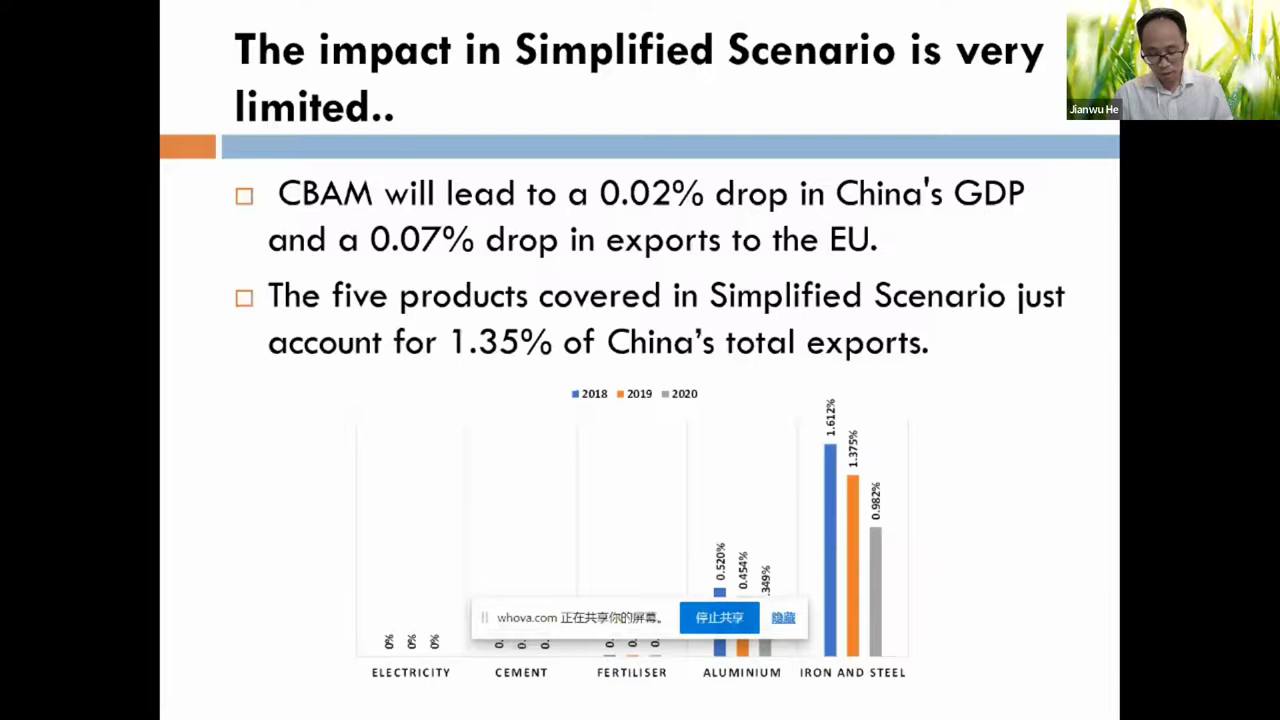 The impact in Simplified Scenario is very
limited..
Jianwu He
CBAM will lead to a 0.02% drop in China's GDP
and a 0.07% drop in exports to the EU.
The five products covered in Simplified Scenario just
account for 1.35% of China’s total exports.
2018 2019 2020
0% 0% 0%
0.520% 0.454%
1.612% 1.375% 0.982%
whova.com 正在共享你的屏幕。 停止共享 隐藏
ELECTRICITY CEMENT FERTILISER ALUMINIUM IRON AND STEEL